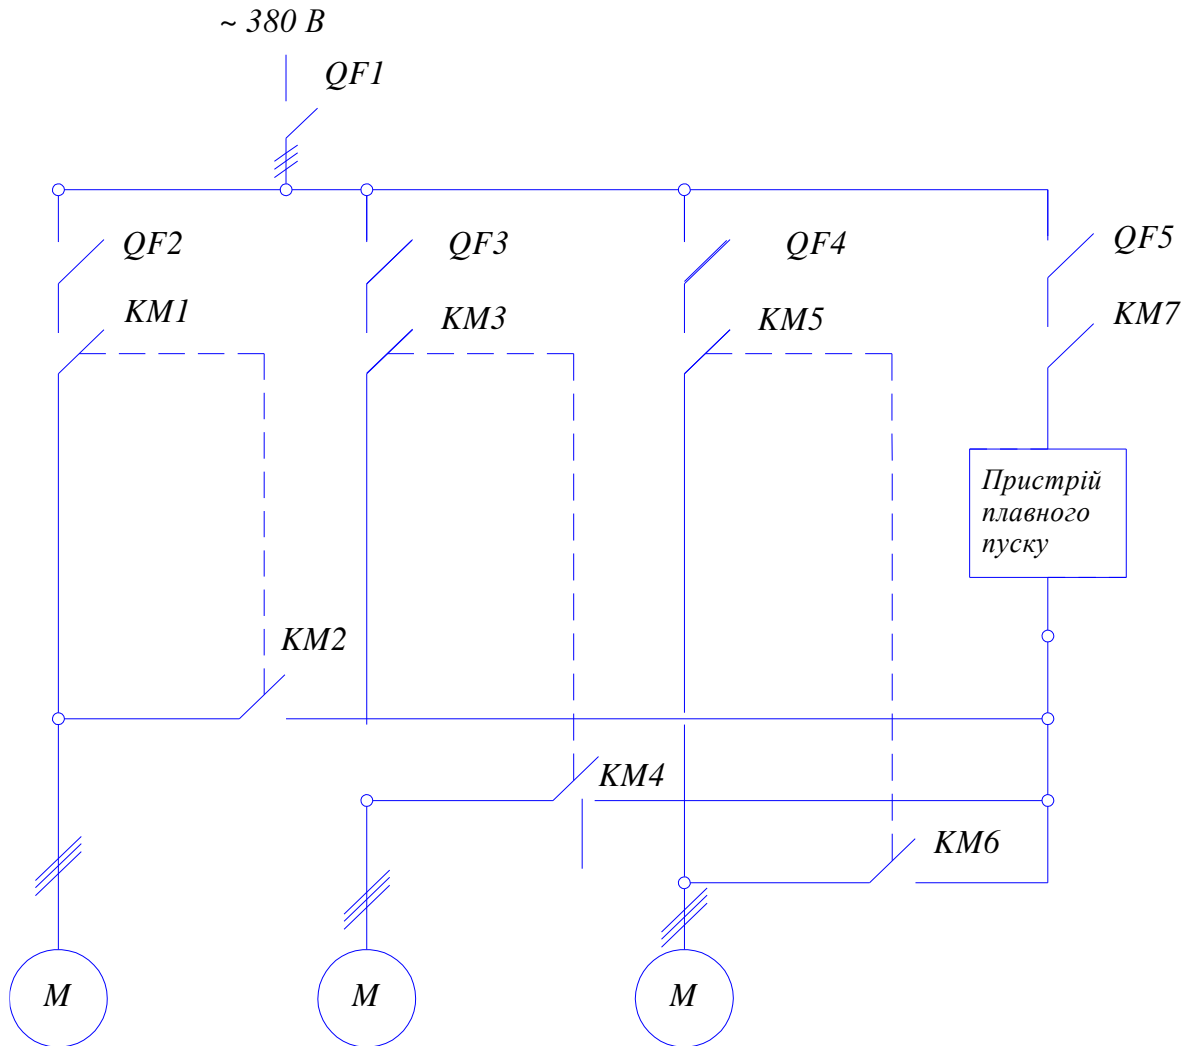 ~ 380 В
QF1
QF2
QF3
QF4
QF5
KM1
KM3
KM5
KM7
Пристрій
плавного
пуску
KM2
KM4
KM6
M
M
M